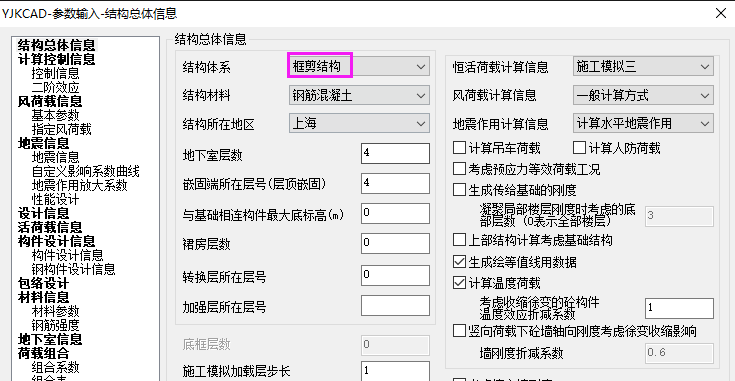 YJKCAD-参数输入-结构总体信息
结构总体信息
计算控制信息
控制信息
二阶效应
风荷载信息
基本参数
指定风荷载
地震信息
地震信息
自定义影响系数曲线
地震作用放大系数
性能设计
设计信息
活荷载信息
构件设计信息
构件设计信息
钢构件设计信息
包络设计
材料信息
材料参数
钢筋强度
地下室信息
荷载组合
组合系数
组合表
结构总体信息
结构体系 框剪结构
结构材料 钢筋混凝土
结构所在地区 上海
地下室层数 4
嵌固端所在层号(层顶嵌固) 4
与基础相连构件最大底标高(m) 0
裙房层数 0
转换层所在层号 0
加强层所在层号
底框层数 0
施工模拟加载层步长 1
恒活荷载计算信息 施工模拟三
风荷载计算信息 一般计算方式
地震作用计算信息 计算水平地震作用
计算吊车荷载 计算人防荷载
考虑预应力等效荷载工况
生成传给基础的刚度
凝聚局部楼层刚度时考虑的底
部层数(0表示全部楼层) 3
上部结构计算考虑基础结构
生成绘等值线用数据
计算温度荷载
考虑收缩徐变的砼构件
温度效应折减系数 1
竖向荷载下砼墙轴向刚度考虑徐变收缩影响
墙刚度折减系数 0.6